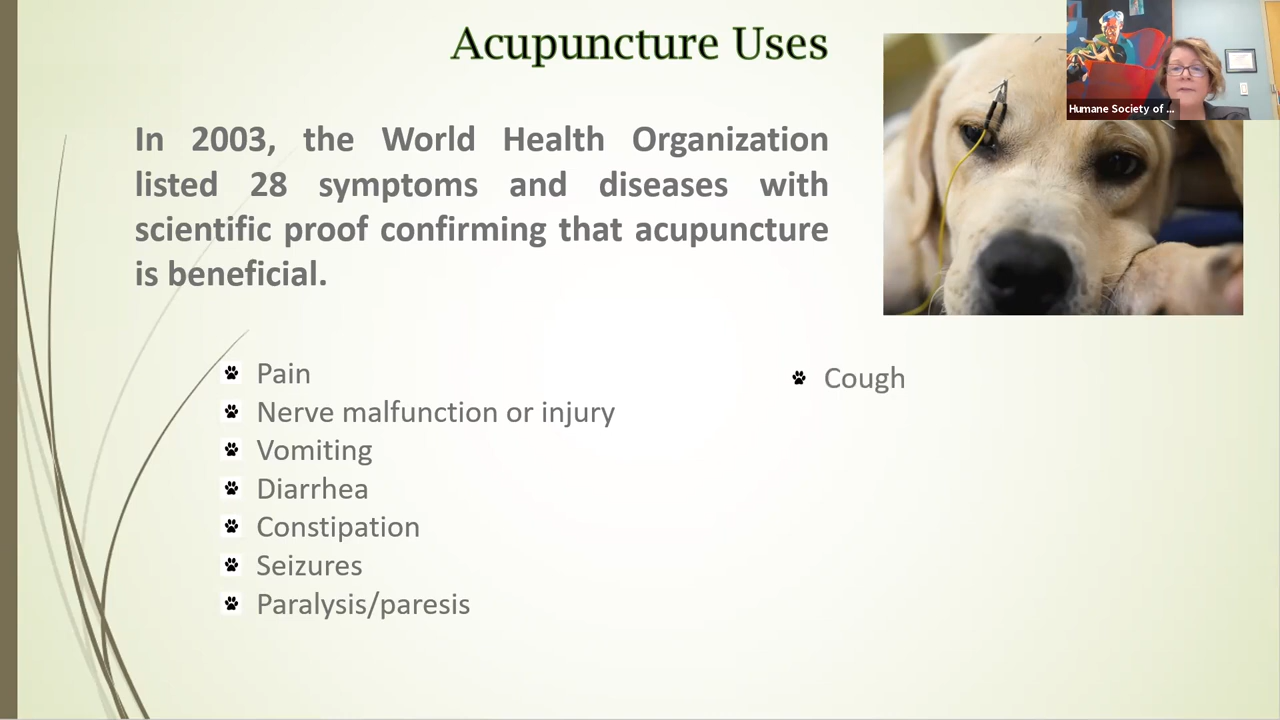 Acupuncture Uses
Humane Society of ...
In 2003, the World Health Organization
listed 28 symptoms and diseases with
scientific proof confirming that acupuncture
is beneficial.
Pain
Nerve malfunction or injury
Vomiting
Diarrhea
Constipation
Seizures
Paralysis/paresis
Cough